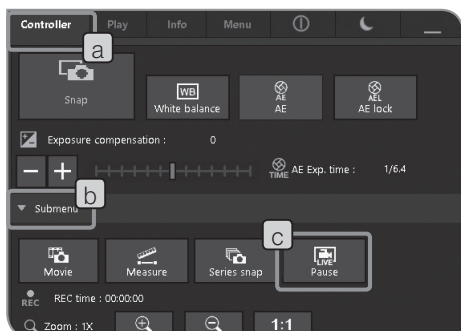 Controller Play Info Menu
a
Snap
WB
White balance
AE
AE
AEL
AE lock
Exposure compensation : 0
TIME AE Exp. time : 1/6.4
b
Submenu
c
Movie
Measure
Series snap
LIVE
Pause
REC REC time : 00:00:00
Zoom : 1X 1:1